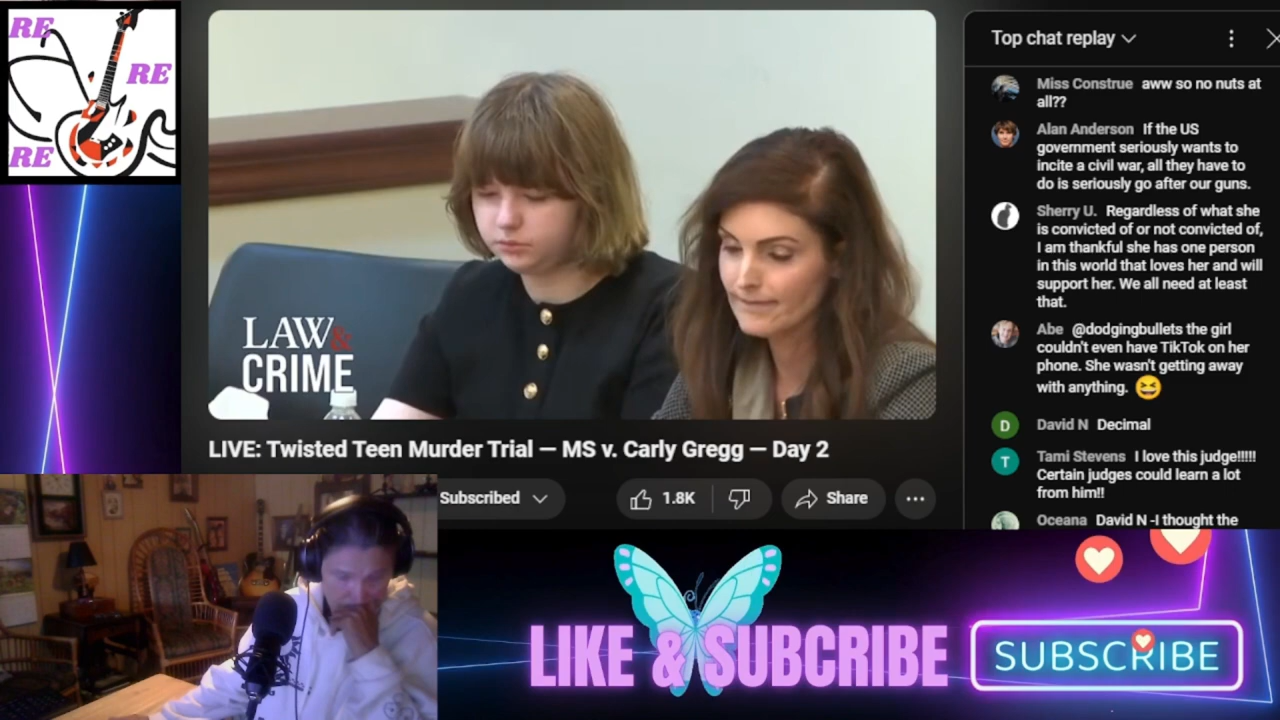 RE
RE
RE
LAW&
CRIME
LIVE: Twisted Teen Murder Trial — MS v. Carly Gregg — Day 2
Subscribed
1.8K
Share
Top chat replay
Miss Construe aww so no nuts at
all??
Alan Anderson If the US
government seriously wants to
incite a civil war, all they have to
do is seriously go after our guns.
Sherry U. Regardless of what she
is convicted of or not convicted of,
I am thankful she has one person
in this world that loves her and will
support her. We all need at least
that.
Abe @dodgingbullets the girl
couldn't even have TikTok on her
phone. She wasn't getting away
with anything. 😆
D
David N Decimal
T
Tami Stevens I love this judge!!!!!
Certain judges could learn a lot
from him!!
Oceana David N -I thought the
LIKE & SUBCRIBE
SUBSCRIBE